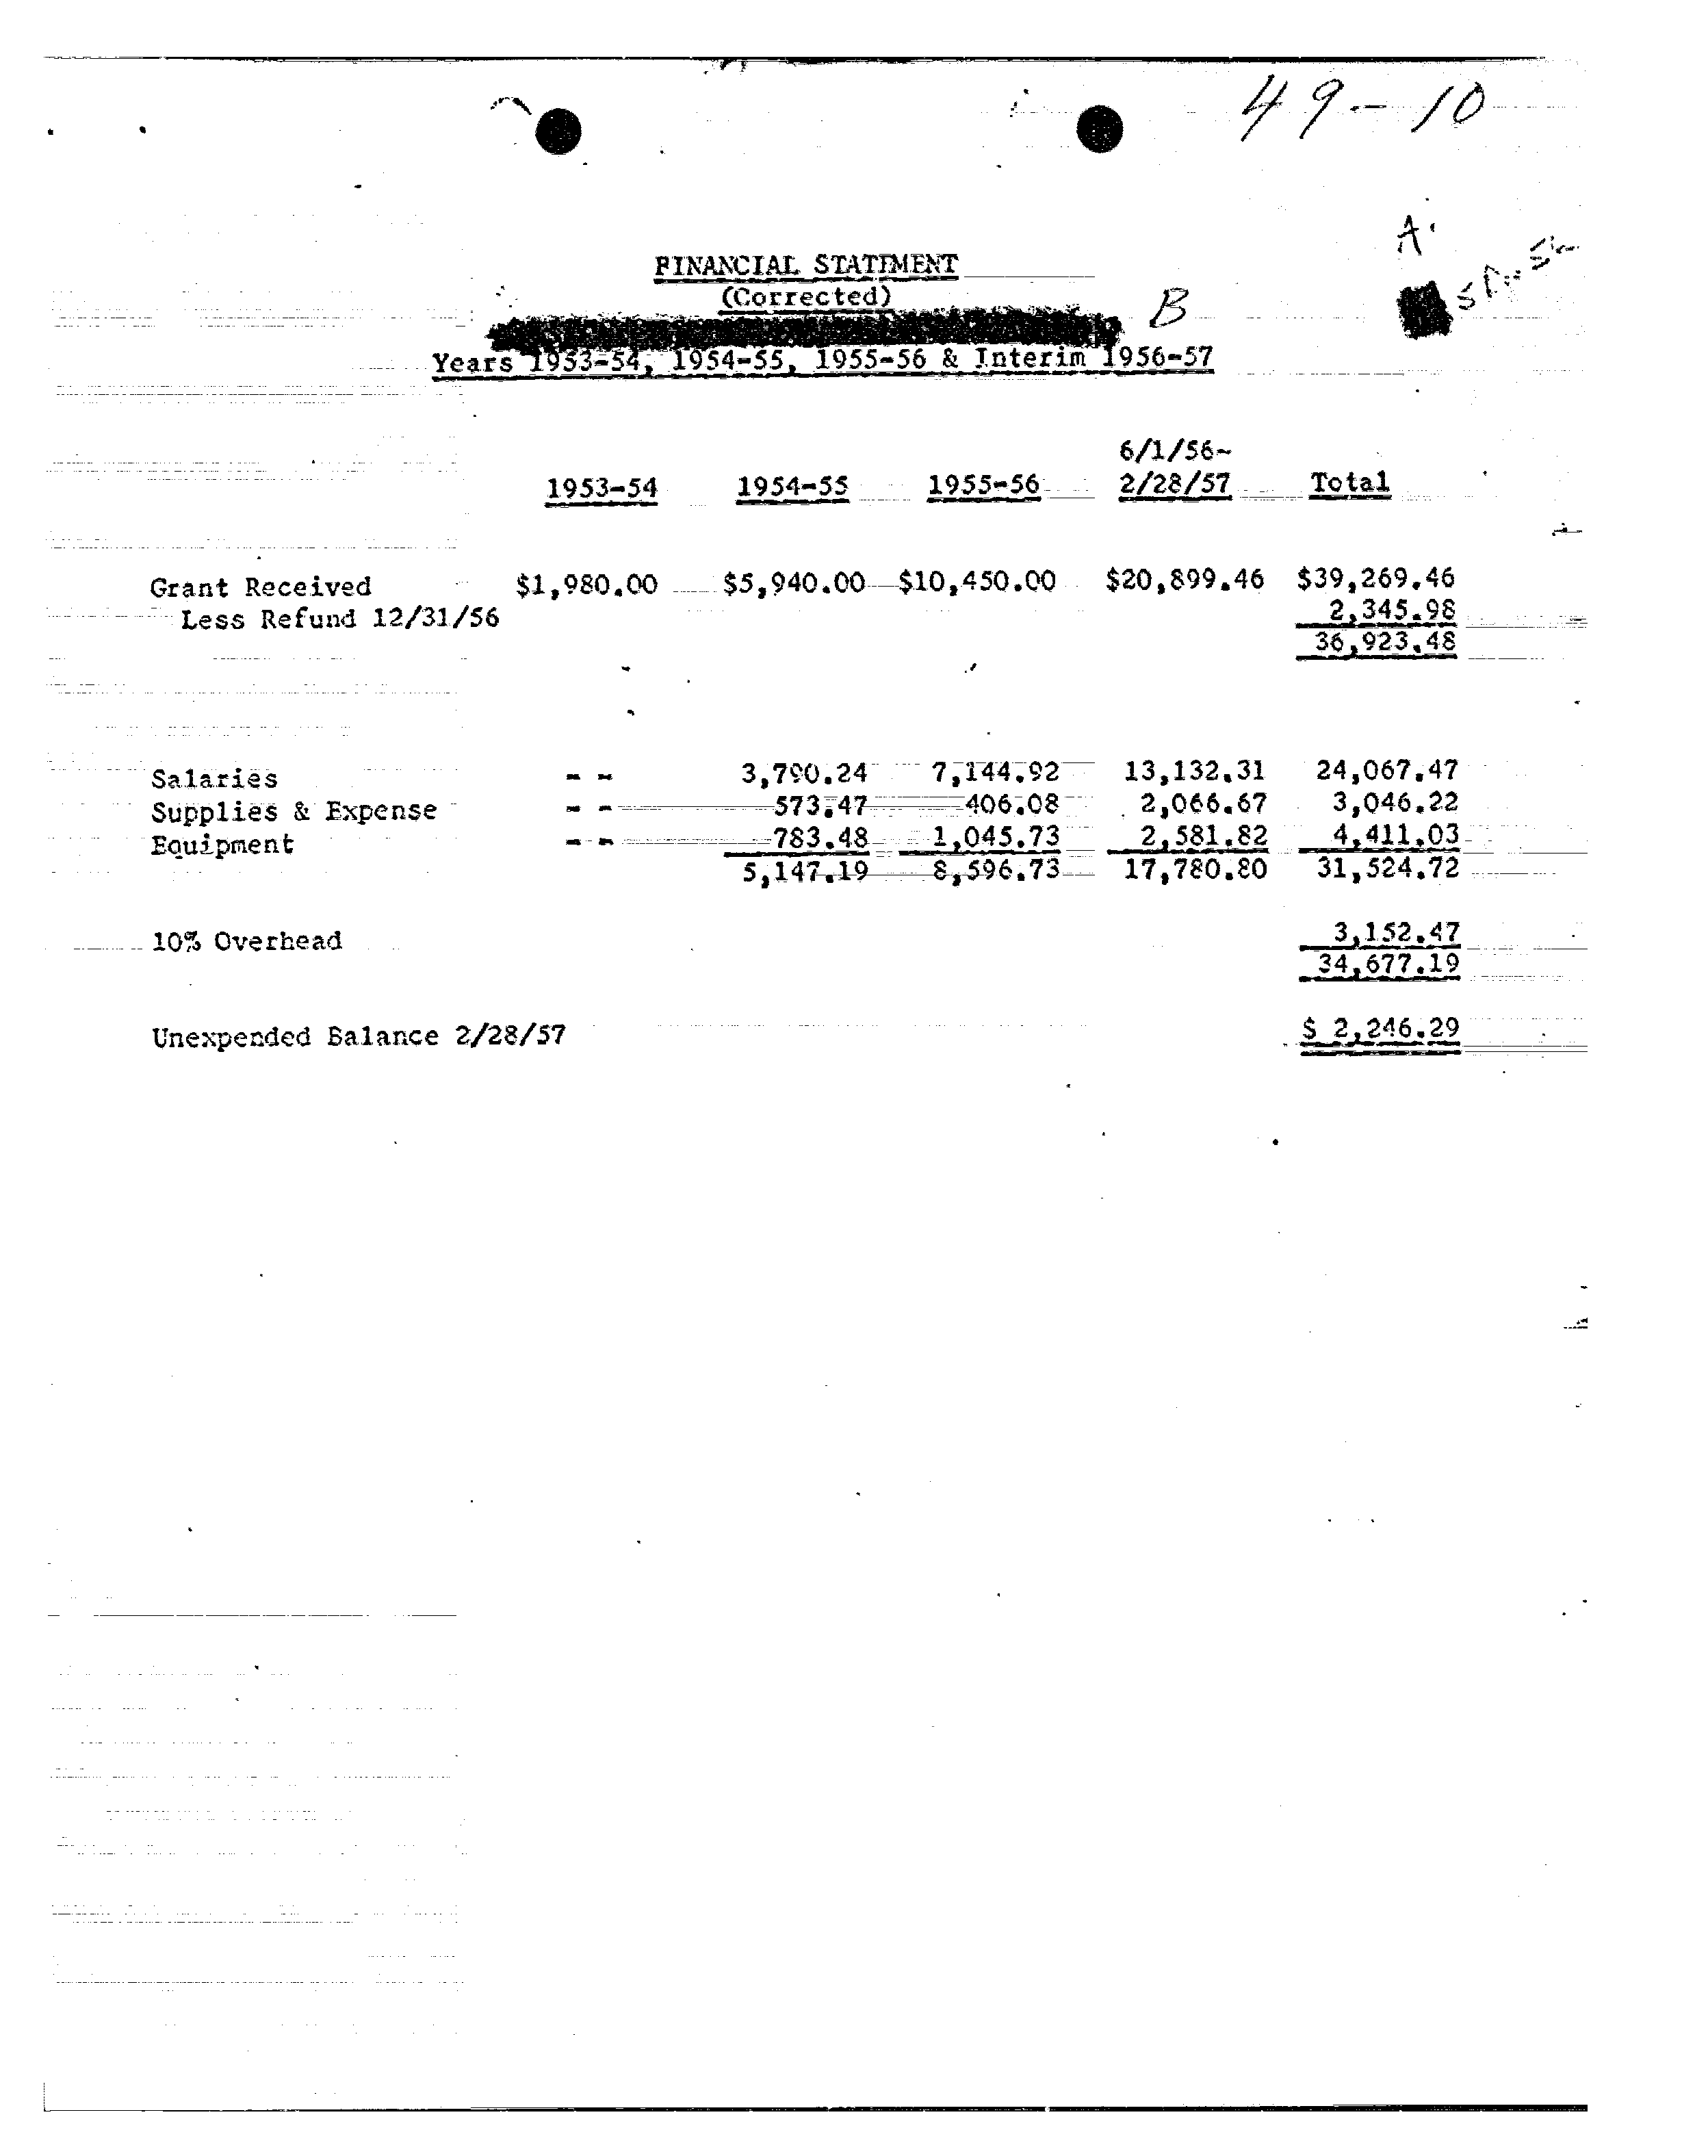 49-10
A.
FINANCIAL STATEMENT
(Corrected)
B
Years 1953-54, 1954-55, 1955-56 & Interim 1956-57
6/1/56-
1953-54 1954-55 1955-56 2/28/57 Total
Grant Received $1,980.00 $5,940.00 $10,450.00 $20,899.46 $39,269.46
Less Refund 12/31/56 2,345.98
36,923.48
Salaries - - 3,790.24 7,144.92 13,132.31 24,067.47
Supplies & Expense - - 573.47 406.08 2,066.67 3,046.22
Equipment - - 783.48 1,045.73 2,581.82 4,411.03
5,147.19 8,596.73 17,780.80 31,524.72
10% Overhead 3,152.47
34,677.19
Unexpended Balance 2/28/57 $ 2,246.29